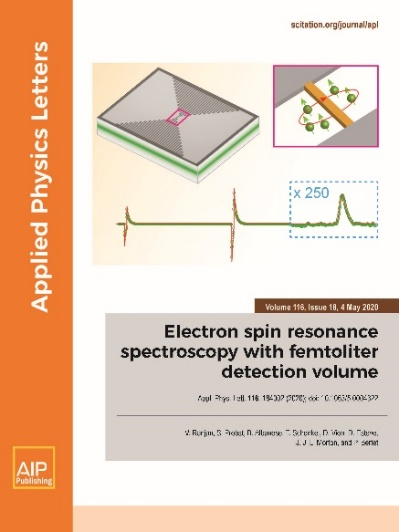 scitation.org/journal/apl
Applied Physics Letters
x 250
Volume 116, Issue 18, 4 May 2020
Electron spin resonance
spectroscopy with femtoliter
detection volume
Appl. Phys. Lett. 116, 184002 (2020); doi: 10.1063/5.0004322
V. Ranjan, S. Probst, B. Albanese, T. Schenkel, D. Vion, D. Esteve,
J. J. L. Morton, and P. Bertet
AIP
Publishing